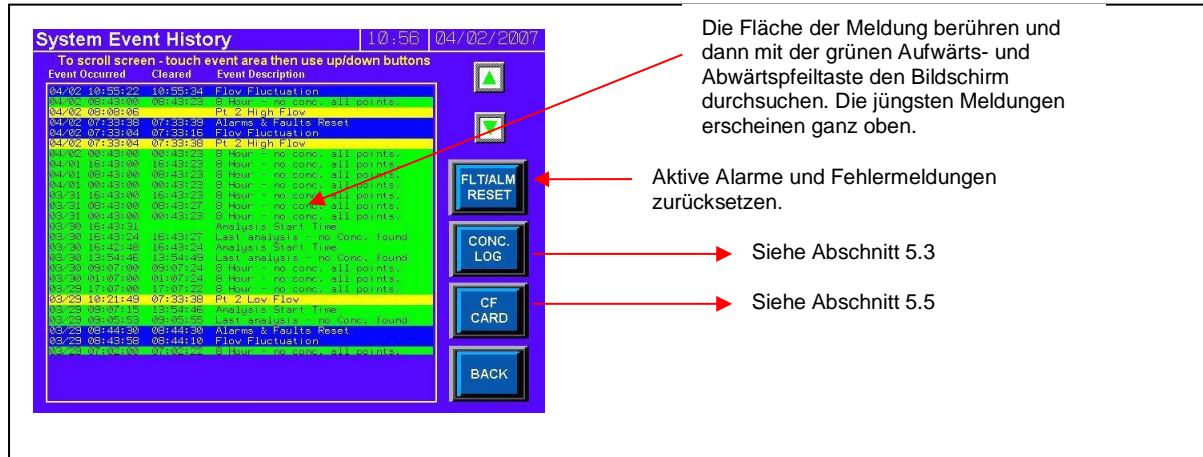 System Event History 10:56 04/02/2007
To scroll screen - touch event area then use up/down buttons
Event Occurred Cleared Event Description
04/02 10:55:22 10:55:34 Flow Fluctuation
04/02 08:43:00 08:43:23 8 Hour - no conc. all points.
04/02 08:08:06 Pt 2 High Flow
04/02 07:33:38 07:33:39 Alarms & Faults Reset
04/02 07:33:04 07:33:16 Flow Fluctuation
04/02 07:33:04 07:33:38 Pt 2 High Flow
04/02 00:43:00 00:43:23 8 Hour - no conc. all points.
04/01 16:43:00 16:43:23 8 Hour - no conc. all points.
04/01 08:43:00 08:43:23 8 Hour - no conc. all points.
04/01 00:43:00 00:43:23 8 Hour - no conc. all points.
03/31 16:43:00 16:43:23 8 Hour - no conc. all points.
03/31 08:43:00 08:43:27 8 Hour - no conc. all points.
03/31 00:43:00 00:43:23 8 Hour - no conc. all points.
03/30 16:43:31 Analysis Start Time
03/30 16:43:24 16:43:27 Last analysis - no Conc. found
03/30 16:42:48 16:43:24 Analysis Start Time
03/30 13:54:46 13:54:49 Last analysis - no Conc. found
03/30 09:07:00 09:07:24 8 Hour - no conc. all points.
03/30 01:07:00 01:07:24 8 Hour - no conc. all points.
03/29 17:07:00 17:07:22 8 Hour - no conc. all points.
03/29 10:21:49 07:33:38 Pt 2 Low Flow
03/29 09:07:15 13:54:46 Analysis Start Time
03/29 09:05:53 09:05:55 Last analysis - no Conc. found
03/29 08:44:30 08:44:30 Alarms & Faults Reset
03/29 08:43:58 08:44:10 Flow Fluctuation
03/29 07:02:00 07:02:22 8 Hour - no conc. all points.
FLT/ALM
RESET
CONC.
LOG
CF
CARD
BACK
Die Fläche der Meldung berühren und
dann mit der grünen Aufwärts- und
Abwärtspfeiltaste den Bildschirm
durchsuchen. Die jüngsten Meldungen
erscheinen ganz oben.
Aktive Alarme und Fehlermeldungen
zurücksetzen.
Siehe Abschnitt 5.3
Siehe Abschnitt 5.5